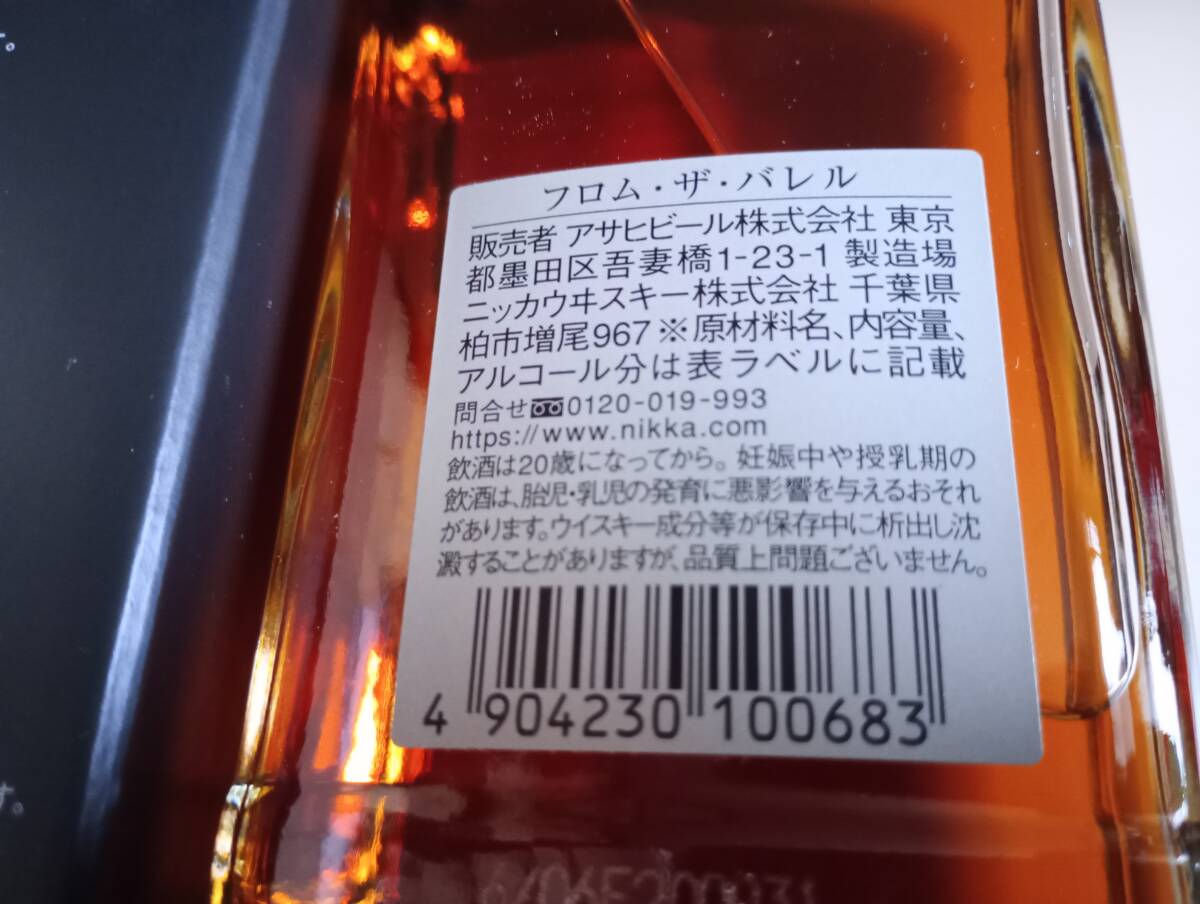 す。
フロム・ザ・バレル
販売者 アサヒビール株式会社 東京
都墨田区吾妻橋1-23-1 製造場
ニッカウヰスキー株式会社 千葉県
柏市増尾967※原材料名、内容量、
アルコール分は表ラベルに記載
問合せ 0120-019-993
https://www.nikka.com
飲酒は20歳になってから。妊娠中や授乳期の
飲酒は、胎児・乳児の発育に悪影響を与えるおそれ
があります。ウイスキー成分等が保存中に析出し沈
澱することがありますが、品質上問題ございません。
4 904230 100683
す。